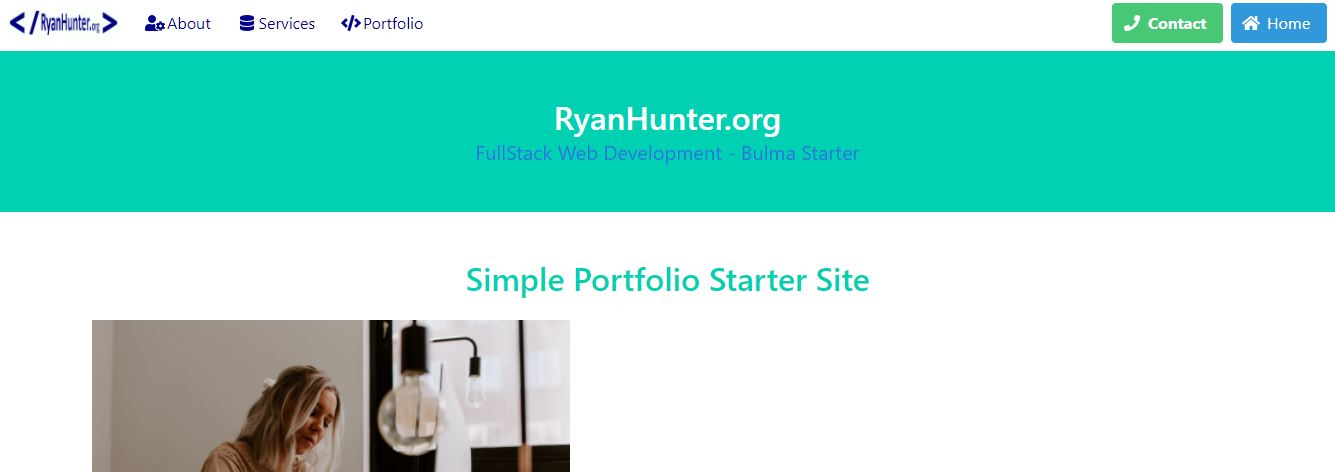 </RyanHunter.org> About Services Portfolio Contact Home
RyanHunter.org
FullStack Web Development - Bulma Starter
Simple Portfolio Starter Site